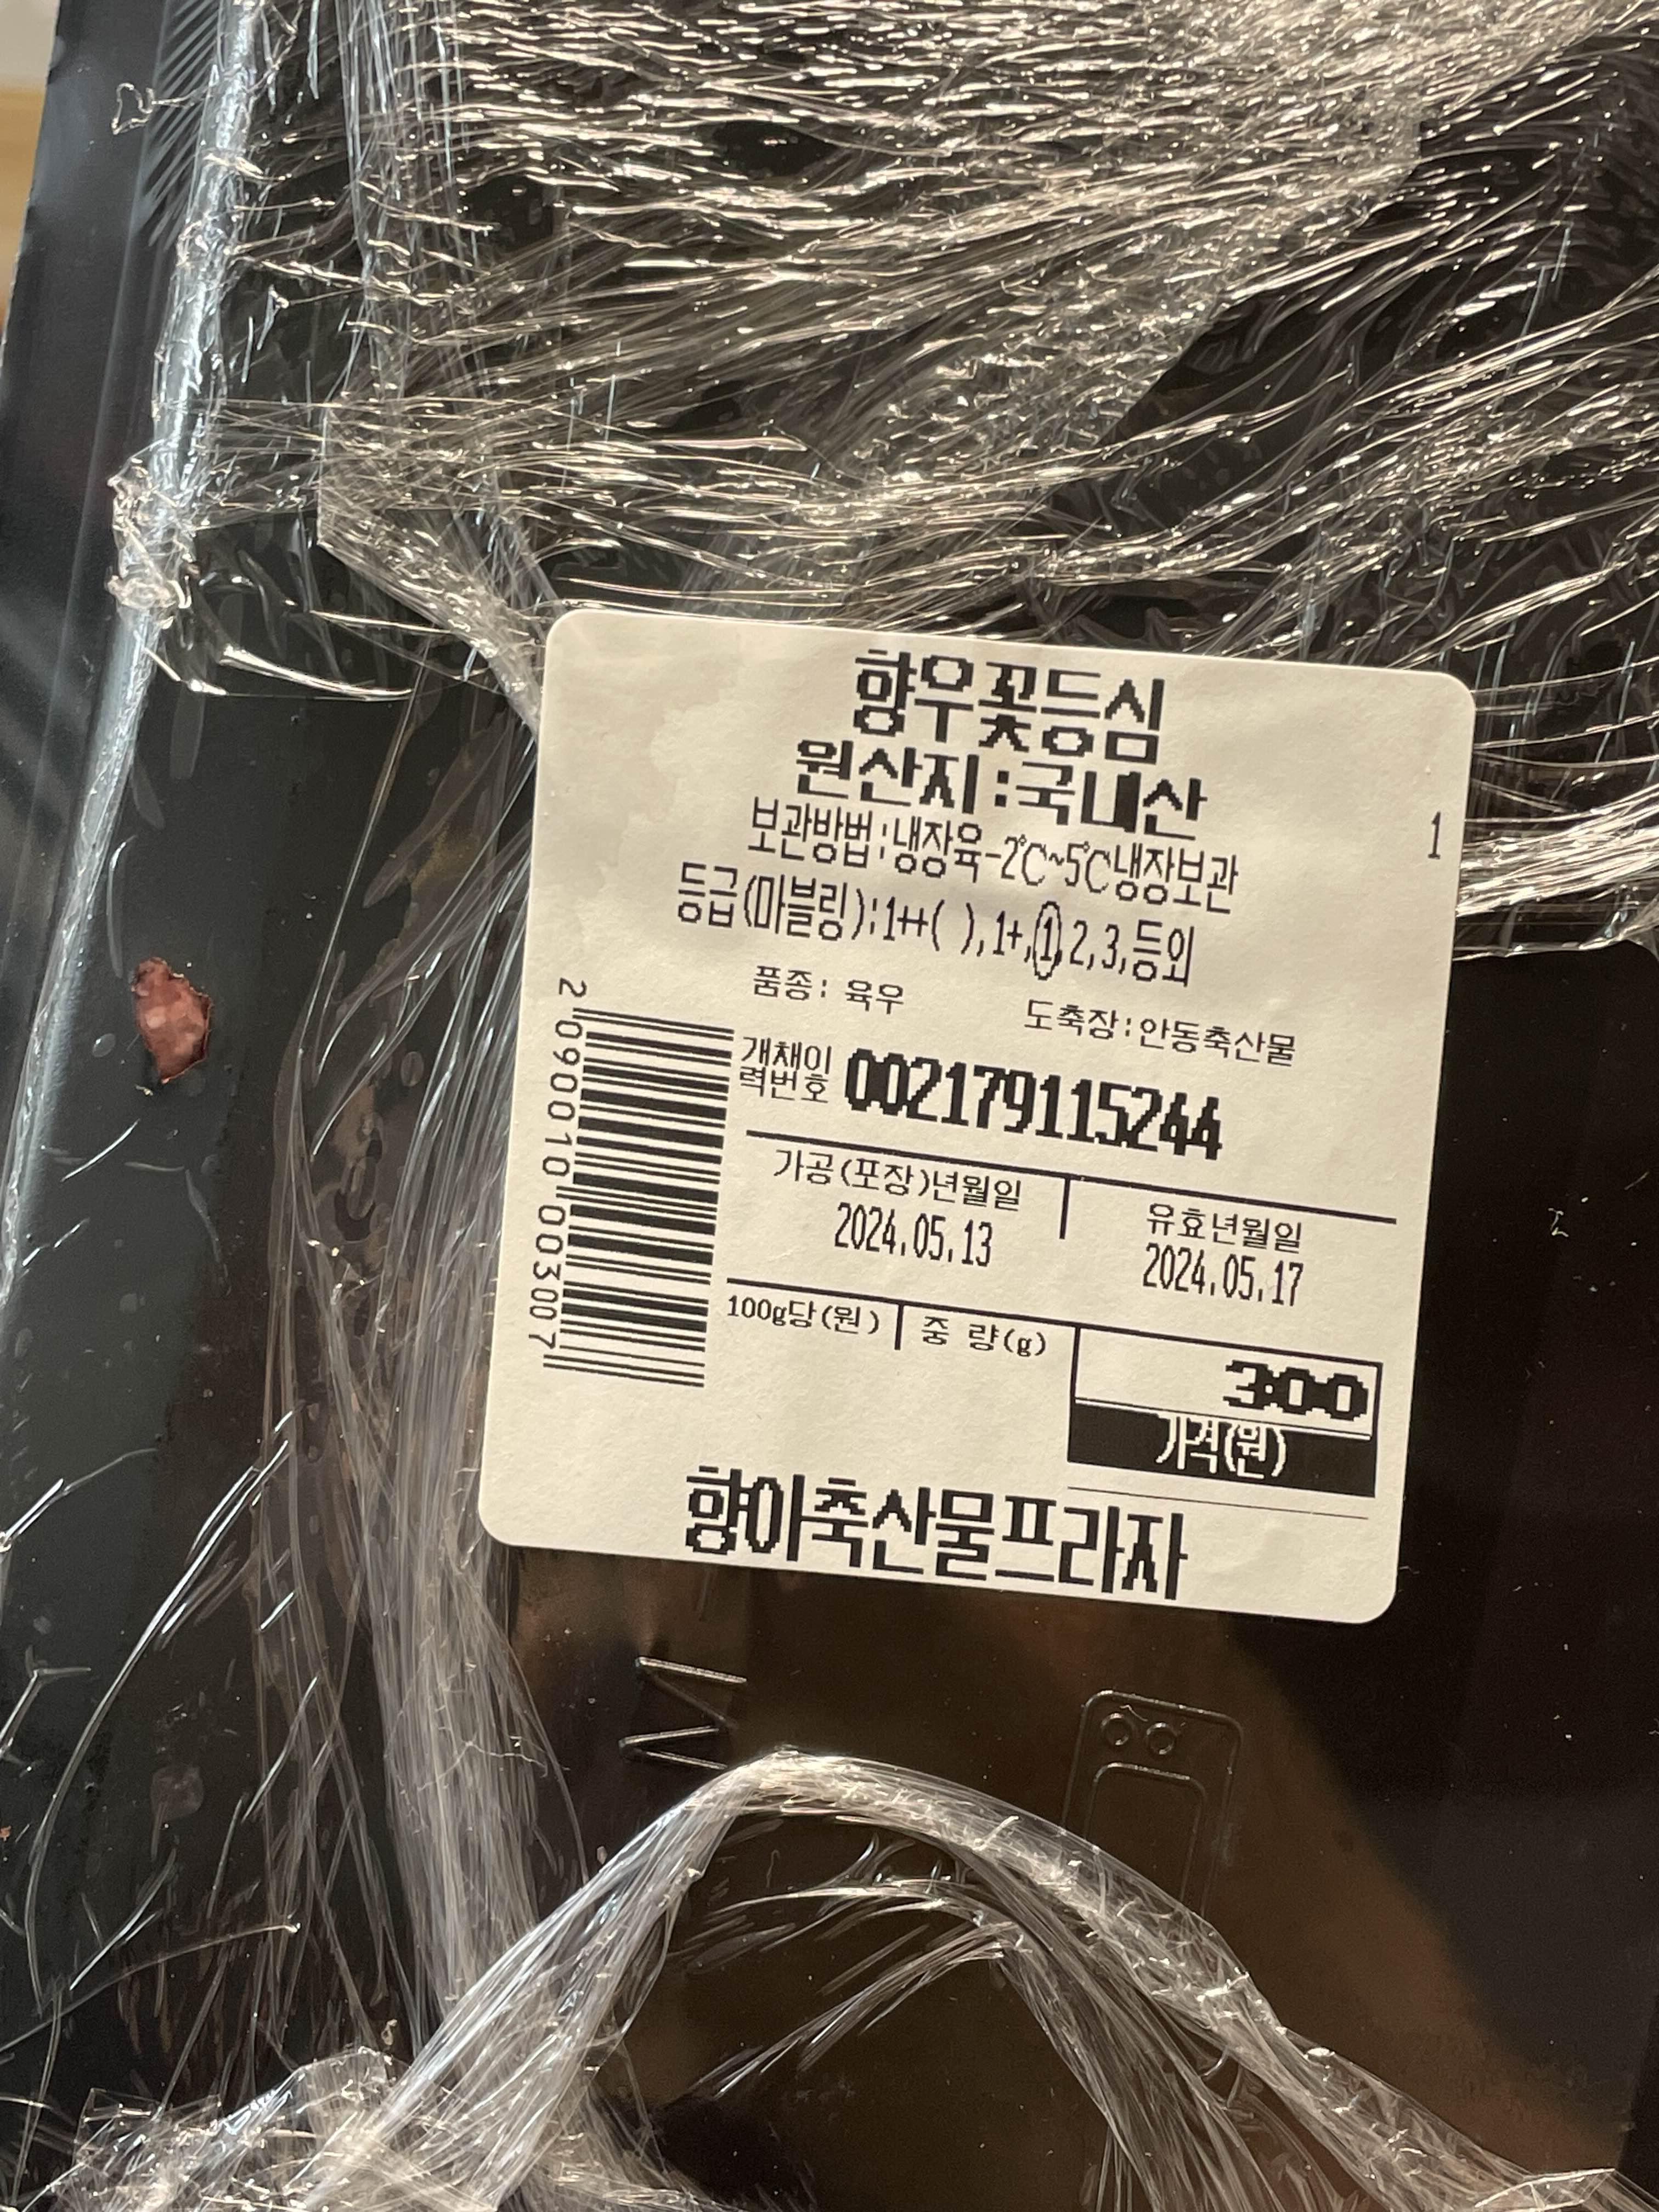 향우꽃등심
원산지:국내산
1
보관방법:냉장육-2℃~5℃냉장보관
등급(마블링):1++( ),1+,1,2,3,등외
품종: 육우 도축장:안동축산물
개체이
력번호 002179115244
가공(포장)년월일 유효년월일
2024.05.13 2024.05.17
100g당(원) 중 량(g)
300
가격(원)
향이축산물프라자
2090010003007
M